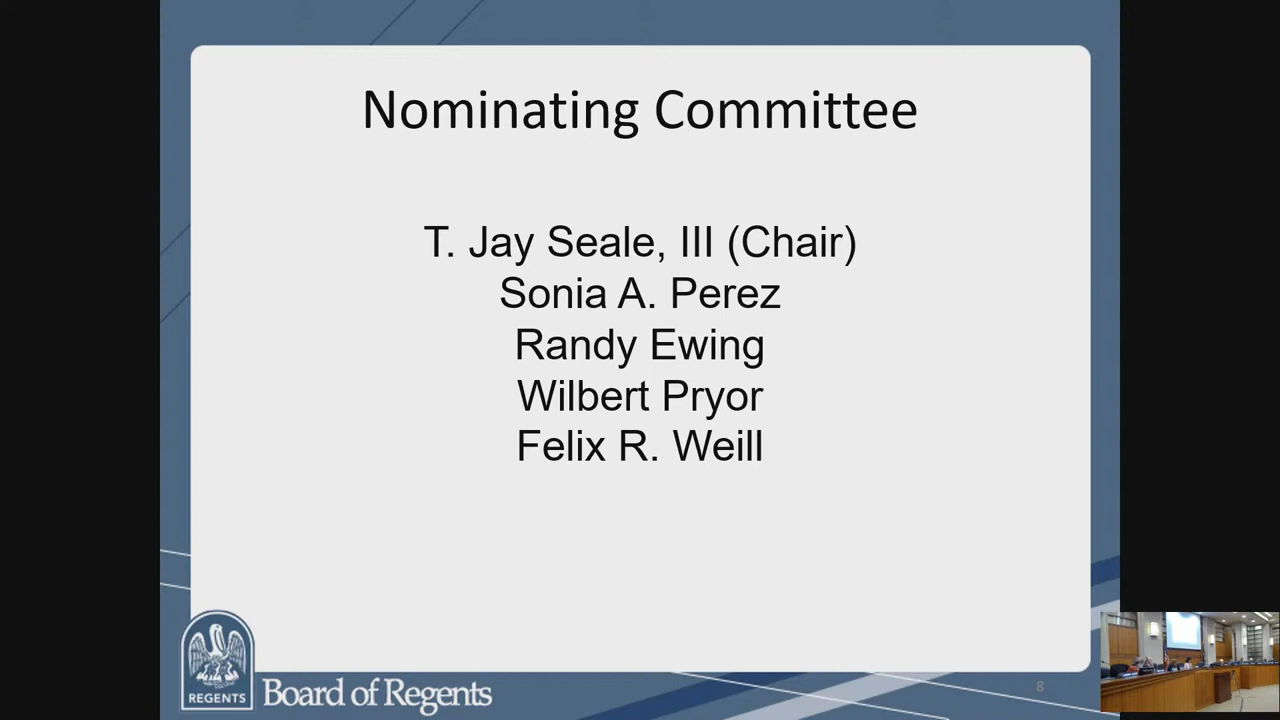 Nominating Committee
T. Jay Seale, III (Chair)
Sonia A. Perez
Randy Ewing
Wilbert Pryor
Felix R. Weill
REGENTS
Board of Regents
8